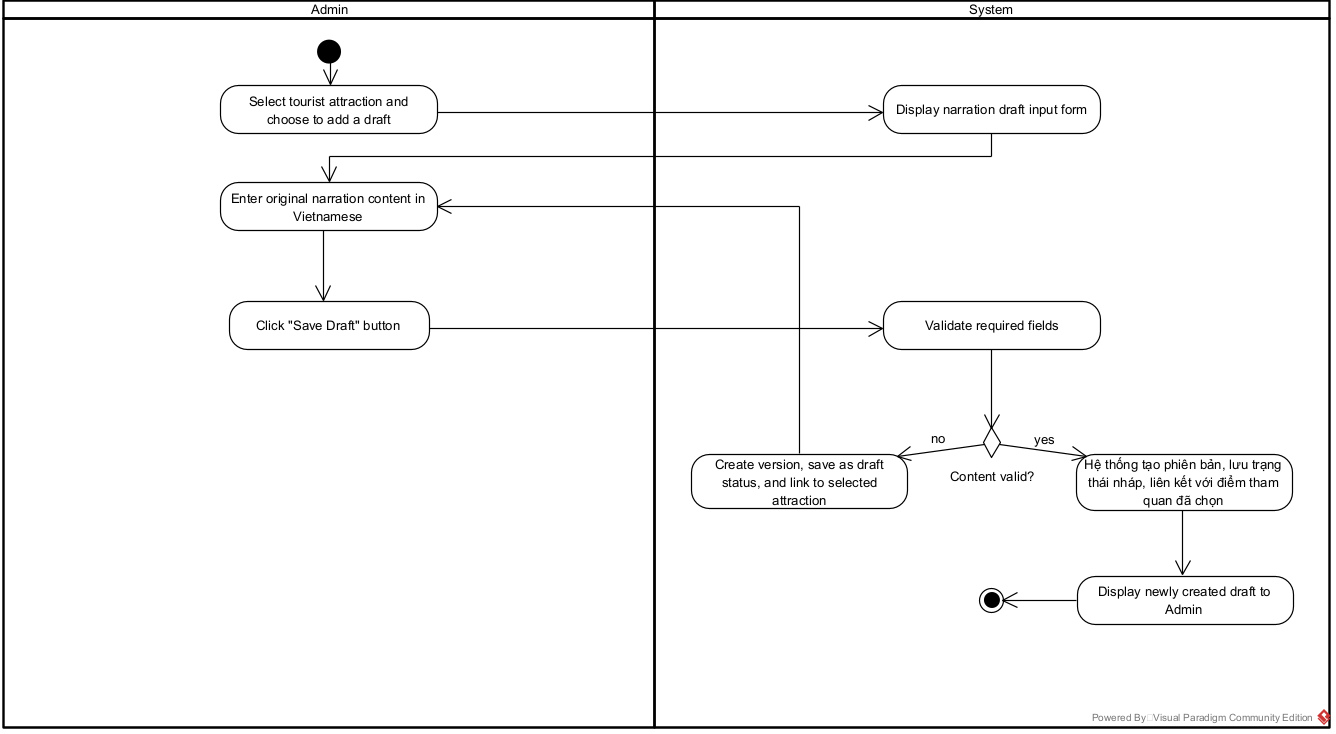 Admin
System
Select tourist attraction and
choose to add a draft
Display narration draft input form
Enter original narration content in
Vietnamese
Click "Save Draft" button
Validate required fields
no
yes
Content valid?
Create version, save as draft
status, and link to selected
attraction
Hệ thống tạo phiên bản, lưu trạng
thái nháp, liên kết với điểm tham
quan đã chọn
Display newly created draft to
Admin
Powered By Visual Paradigm Community Edition